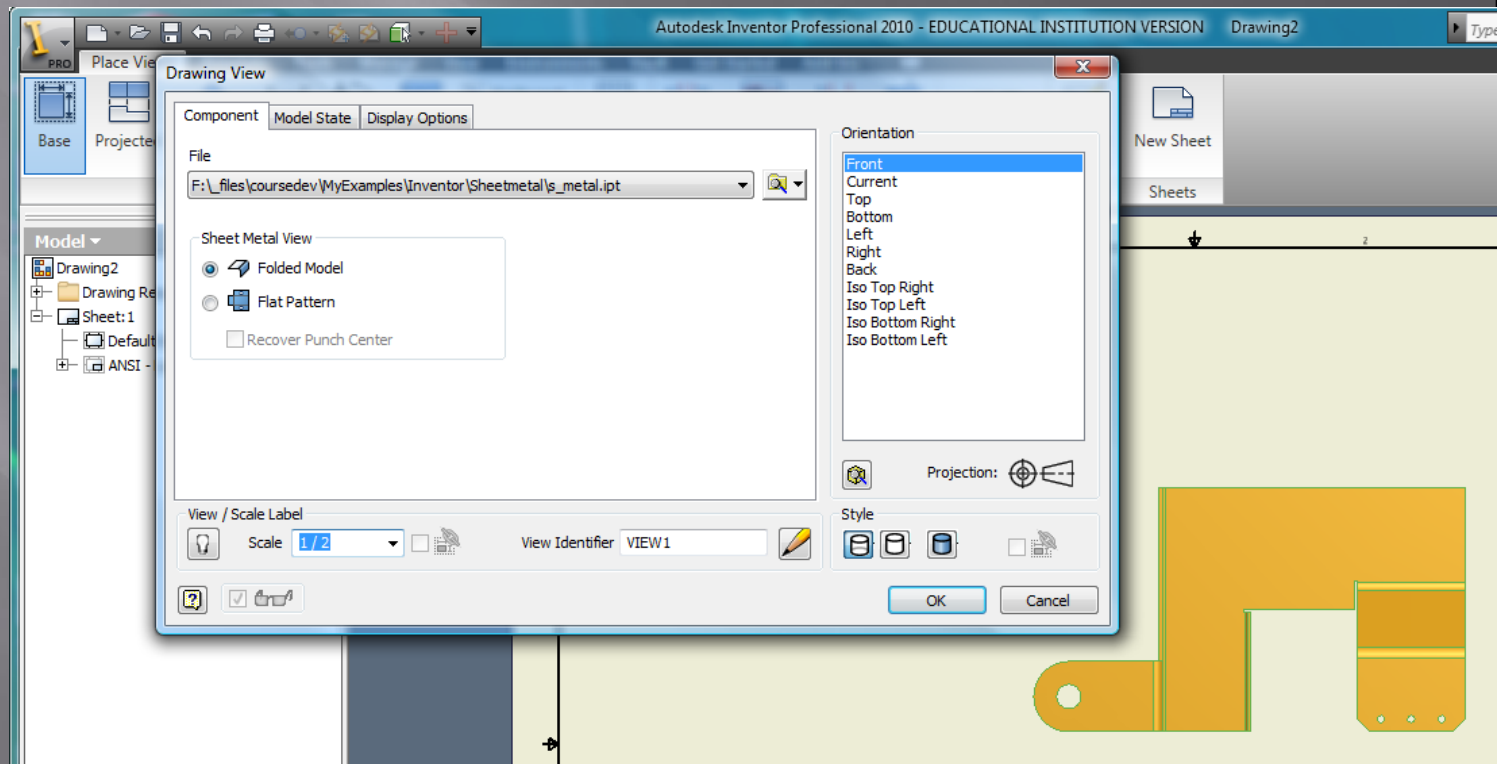 Autodesk Inventor Professional 2010 - EDUCATIONAL INSTITUTION VERSION Drawing2
Type
PRO
Place Vie
Base
Projecte
New Sheet
Sheets
Model
Drawing2
Drawing Re
Sheet:1
Default
ANSI -
Drawing View
Component
Model State
Display Options
File
F:\_files\coursedev\MyExamples\Inventor\Sheetmetal\s_metal.ipt
Sheet Metal View
Folded Model
Flat Pattern
Recover Punch Center
Orientation
Front
Current
Top
Bottom
Left
Right
Back
Iso Top Right
Iso Top Left
Iso Bottom Right
Iso Bottom Left
Projection:
View / Scale Label
Scale 1 / 2
View Identifier VIEW1
Style
OK
Cancel
2